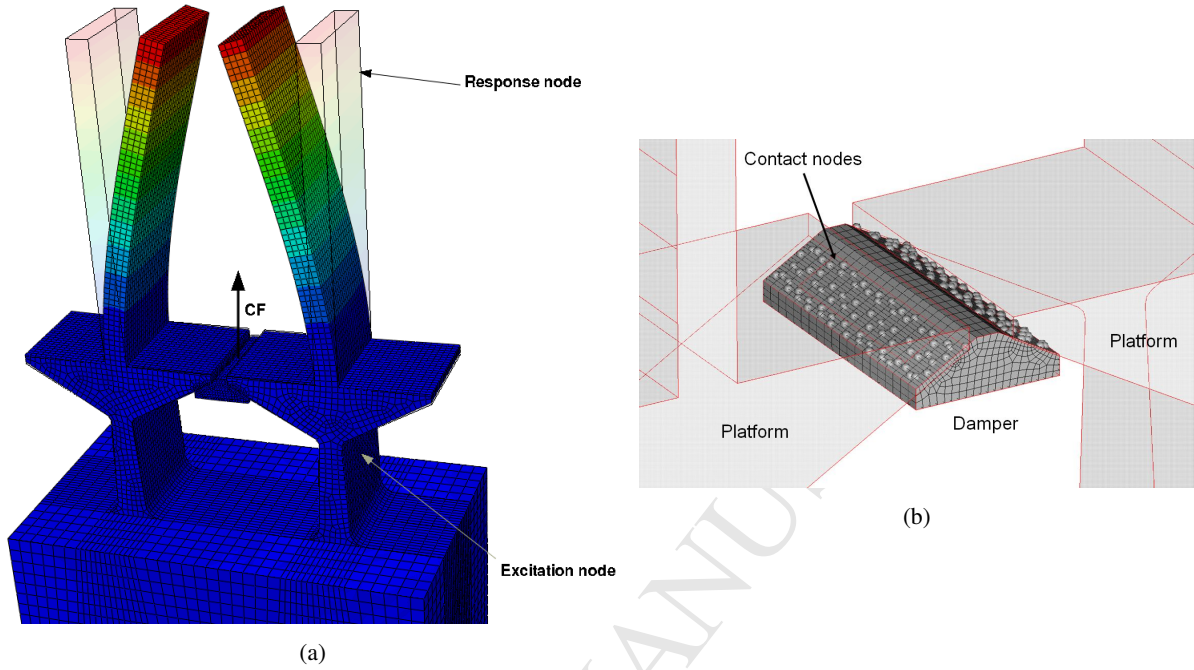 Response node
CF
Excitation node
(a)
Contact nodes
Platform
Platform
Damper
(b)